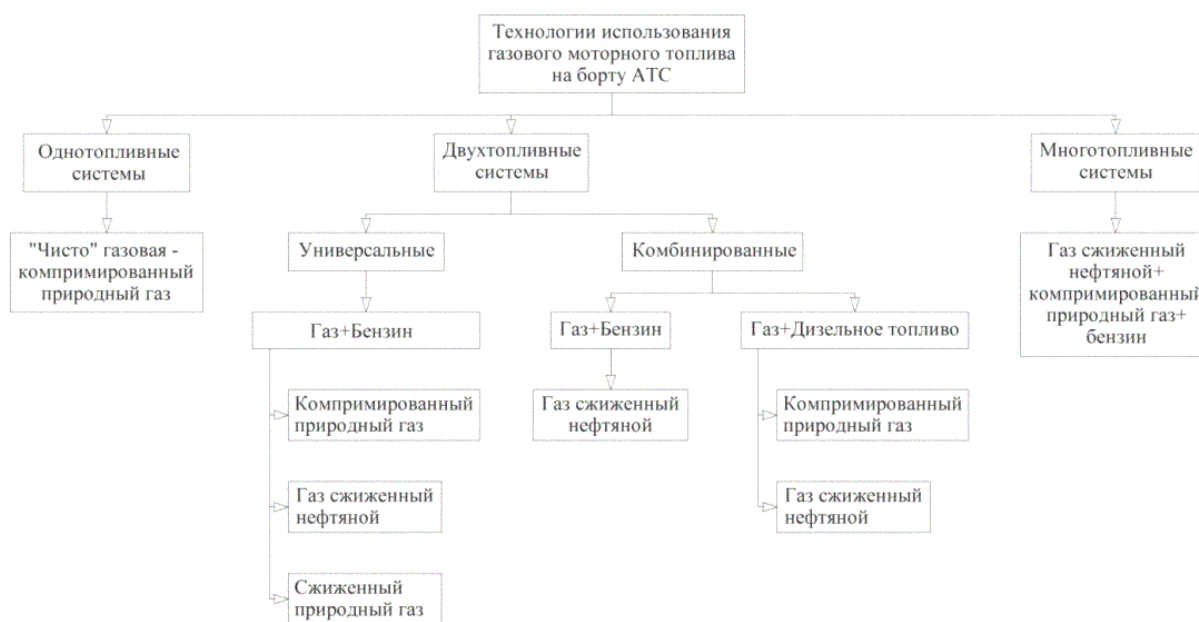 Технологии использования
газового моторного топлива
на борту АТС
Однотопливные
системы
Двухтопливные
системы
Многотопливные
системы
"Чисто" газовая -
компримированный
природный газ
Универсальные
Комбинированные
Газ сжиженный
нефтяной+
компримированный
природный газ+
бензин
Газ+Бензин
Газ+Бензин
Газ+Дизельное топливо
Компримированный
природный газ
Газ сжиженный
нефтяной
Компримированный
природный газ
Газ сжиженный
нефтяной
Газ сжиженный
нефтяной
Сжиженный
природный газ